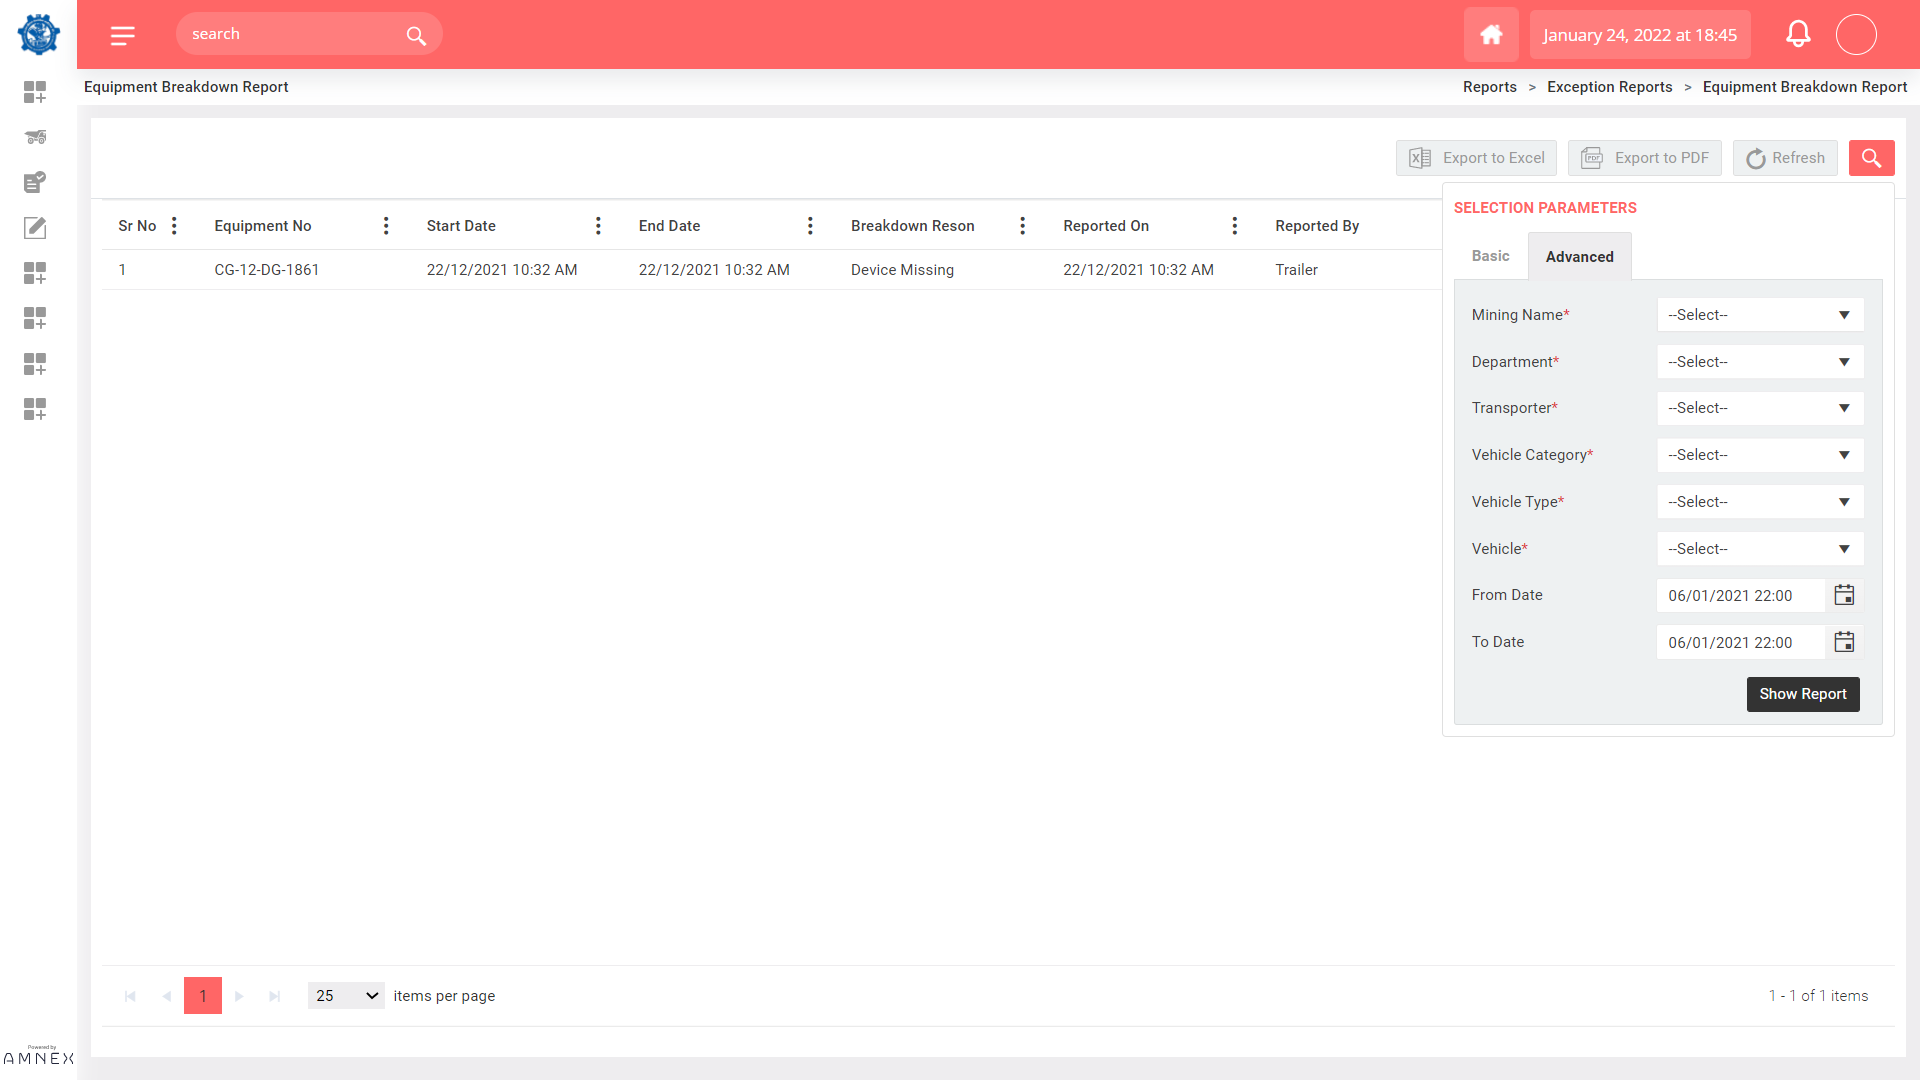 search
January 24, 2022 at 18:45
Equipment Breakdown Report
Reports > Exception Reports > Equipment Breakdown Report
Export to Excel
PDF Export to PDF
Refresh
SELECTION PARAMETERS
Basic
Advanced
Mining Name* --Select--
Department* --Select--
Transporter* --Select--
Vehicle Category* --Select--
Vehicle Type* --Select--
Vehicle* --Select--
From Date 06/01/2021 22:00
To Date 06/01/2021 22:00
Show Report
Sr No Equipment No Start Date End Date Breakdown Reson Reported On Reported By
1 CG-12-DG-1861 22/12/2021 10:32 AM 22/12/2021 10:32 AM Device Missing 22/12/2021 10:32 AM Trailer
1 25 items per page
1 - 1 of 1 items
Powered by
AMNEX